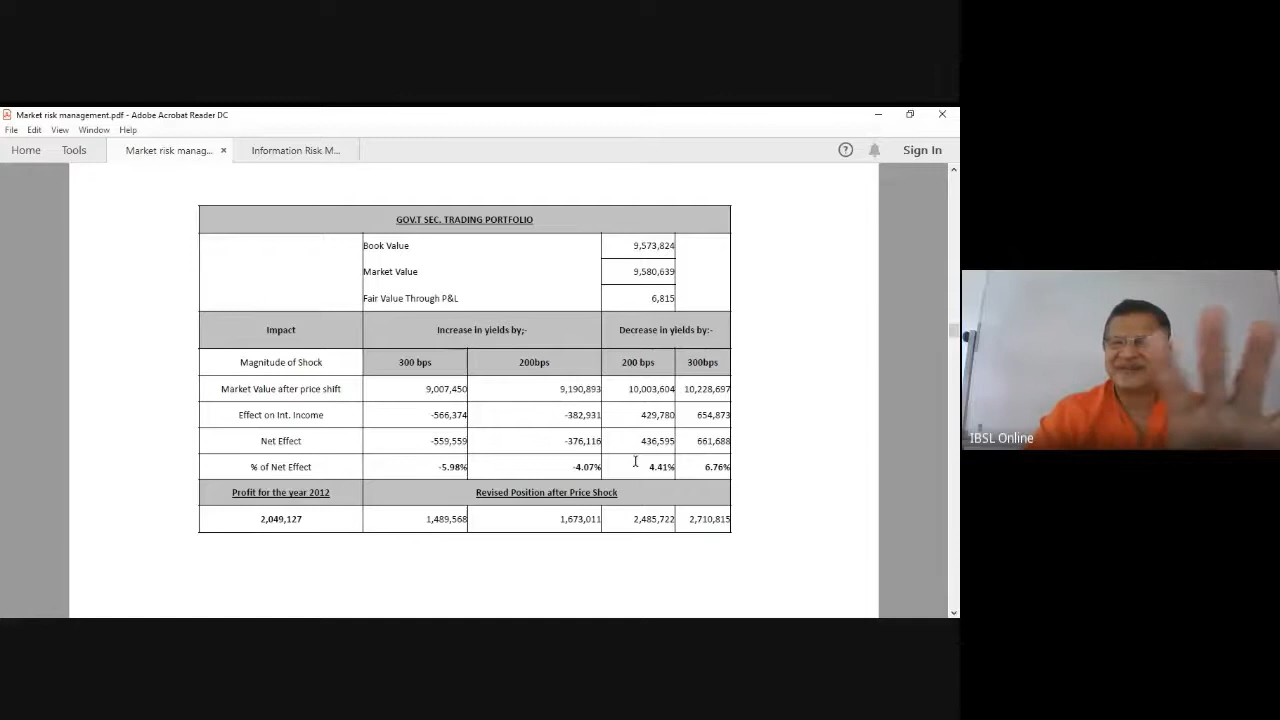 Market risk management.pdf - Adobe Acrobat Reader DC
File Edit View Window Help
Home Tools Market risk manag... × Information Risk M... Sign In
GOV.T SEC. TRADING PORTFOLIO
Book Value 9,573,824
Market Value 9,580,639
Fair Value Through P&L 6,815
Impact Increase in yields by;- Decrease in yields by:-
Magnitude of Shock 300 bps 200bps 200 bps 300bps
Market Value after price shift 9,007,450 9,190,893 10,003,604 10,228,697
Effect on Int. Income -566,374 -382,931 429,780 654,873
Net Effect -559,559 -376,116 436,595 661,688
% of Net Effect -5.98% -4.07% 4.41% 6.76%
Profit for the year 2012 Revised Position after Price Shock
2,049,127 1,489,568 1,673,011 2,485,722 2,710,815
IBSL Online